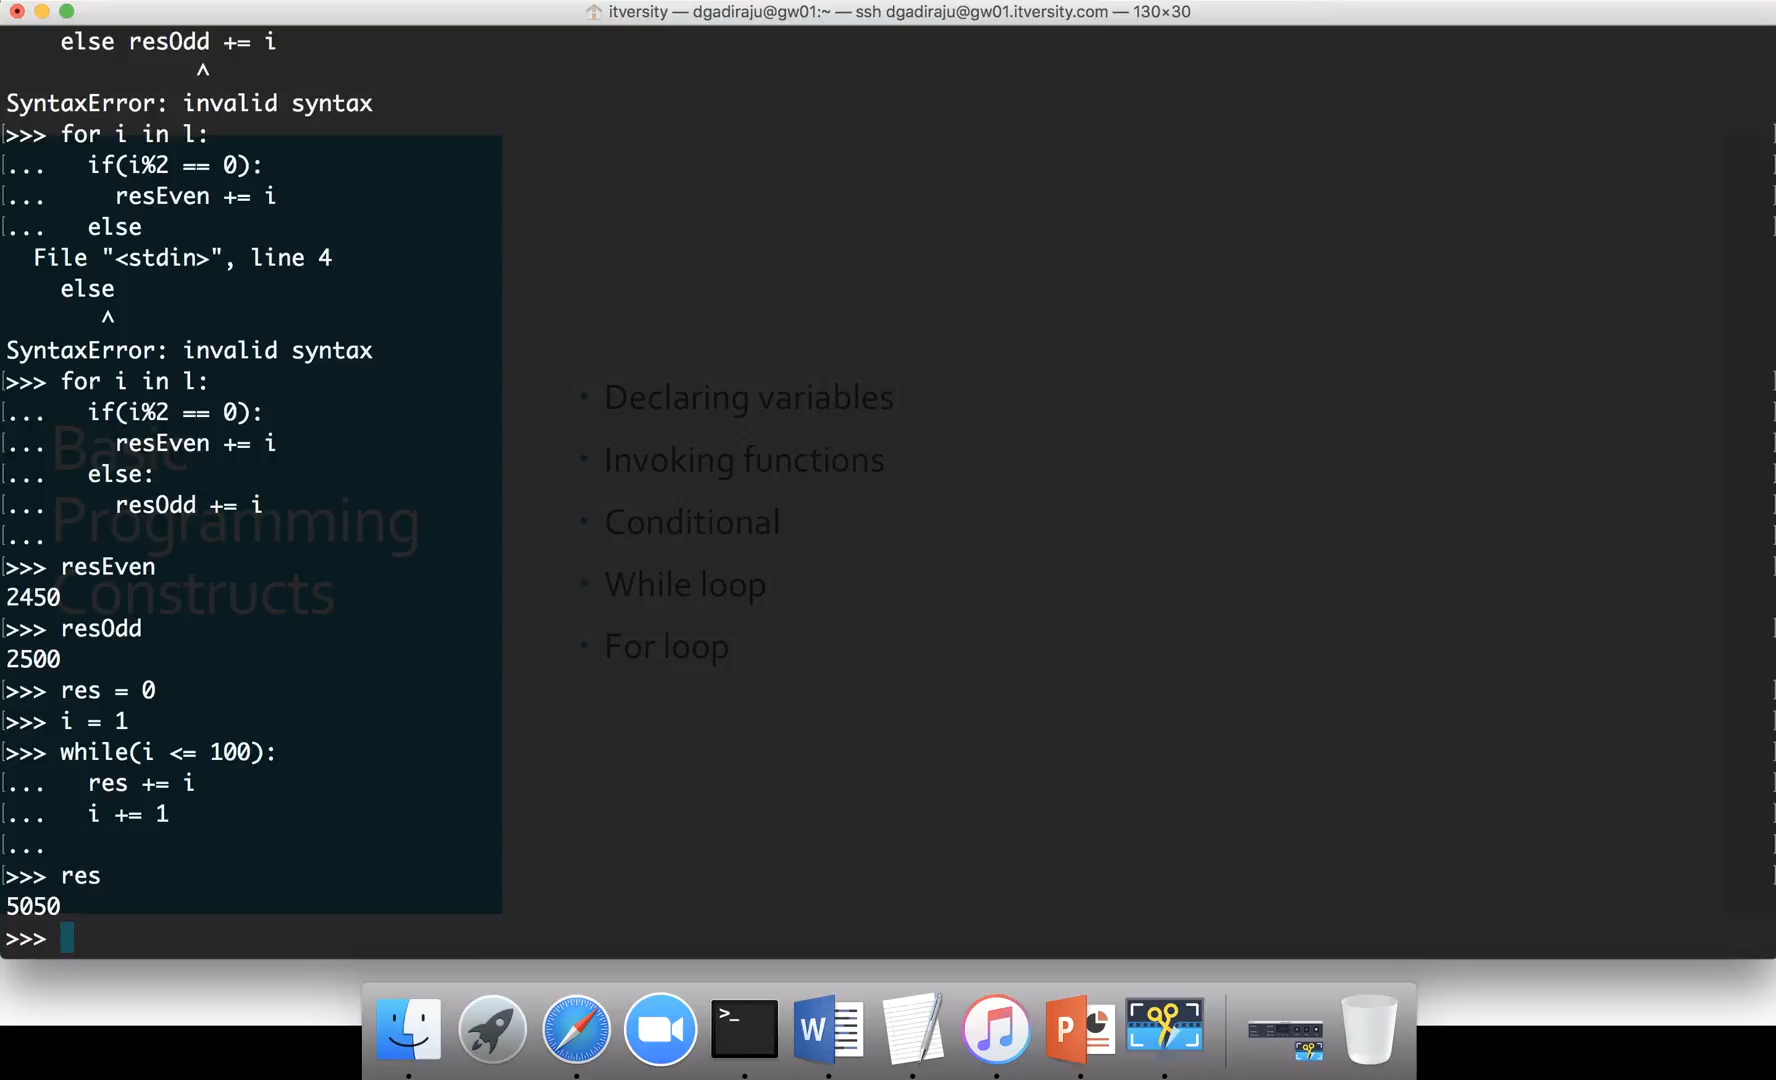 itversity — dgadiraju@gw01:~ — ssh dgadiraju@gw01.itversity.com — 130×30
else resOdd += i
^
SyntaxError: invalid syntax
>>> for i in l:
... if(i%2 == 0):
... resEven += i
... else
File "<stdin>", line 4
else
^
SyntaxError: invalid syntax
>>> for i in l:
... if(i%2 == 0):
... resEven += i
... else:
... resOdd += i
...
>>> resEven
2450
>>> resOdd
2500
>>> res = 0
>>> i = 1
>>> while(i <= 100):
... res += i
... i += 1
...
>>> res
5050
>>>
Basic
Programming
Constructs
• Declaring variables
• Invoking functions
• Conditional
• While loop
• For loop
>_
W
P